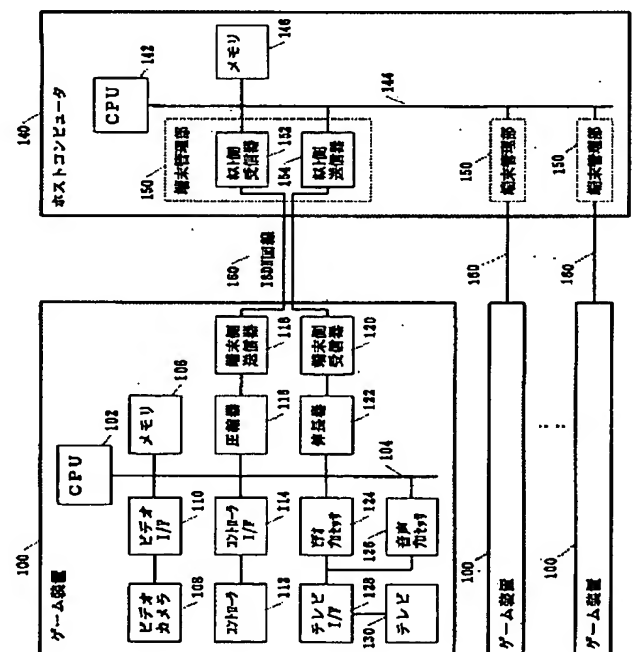 140
ホストコンピュータ
142
CPU
146
メモリ
144
150
端末管理部
152
ホスト側
受信器
154
ホスト側
送信器
150
端末管理部
150
端末管理部
160
ISDN回線
160
160
100
ゲーム装置
102
CPU
106
メモリ
104
108
ビデオ
カメラ
110
ビデオ
I/F
112
コントローラ
114
コントローラ
I/F
116
圧縮器
118
端末側
送信器
120
端末側
受信器
122
伸長器
124
ビデオ
プロセッサ
126
音声
プロセッサ
128
テレビ
I/F
130
テレビ
100
ゲーム装置
100
ゲーム装置